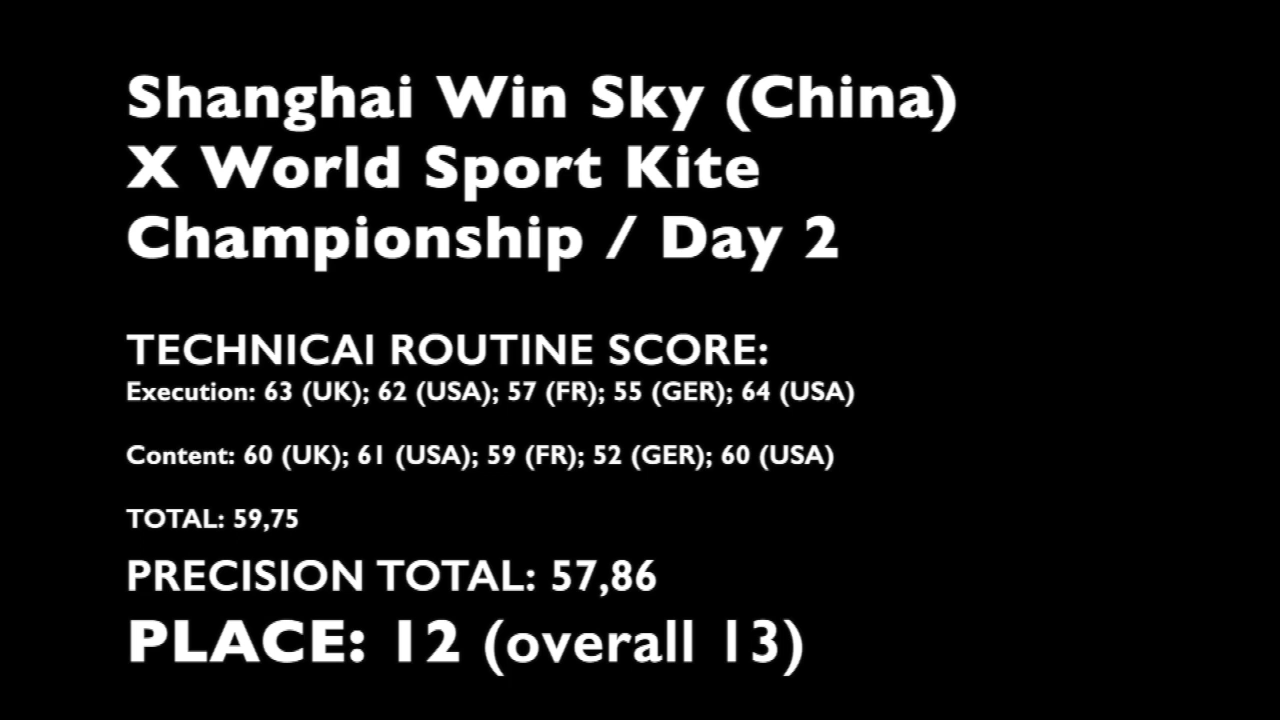 Shanghai Win Sky (China)
X World Sport Kite
Championship / Day 2
TECHNICAl ROUTINE SCORE:
Execution: 63 (UK); 62 (USA); 57 (FR); 55 (GER); 64 (USA)
Content: 60 (UK); 61 (USA); 59 (FR); 52 (GER); 60 (USA)
TOTAL: 59,75
PRECISION TOTAL: 57,86
PLACE: 12 (overall 13)